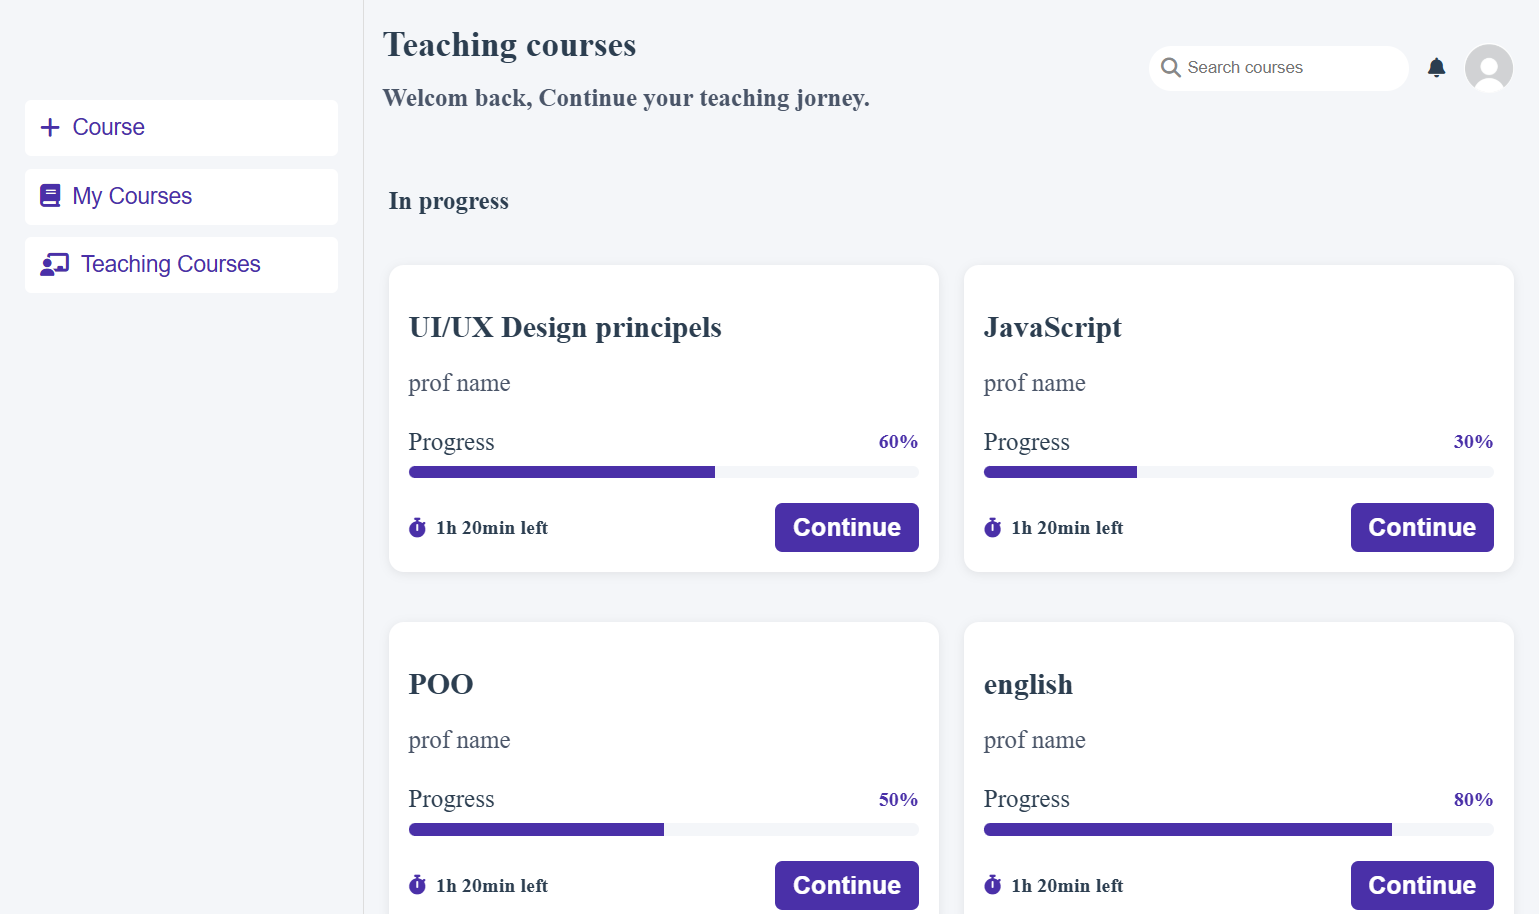 Teaching courses
Welcom back, Continue your teaching jorney.
Search courses
Course
My Courses
Teaching Courses
In progress
UI/UX Design principels
prof name
Progress 60%
1h 20min left Continue
JavaScript
prof name
Progress 30%
1h 20min left Continue
POO
prof name
Progress 50%
1h 20min left Continue
english
prof name
Progress 80%
1h 20min left Continue